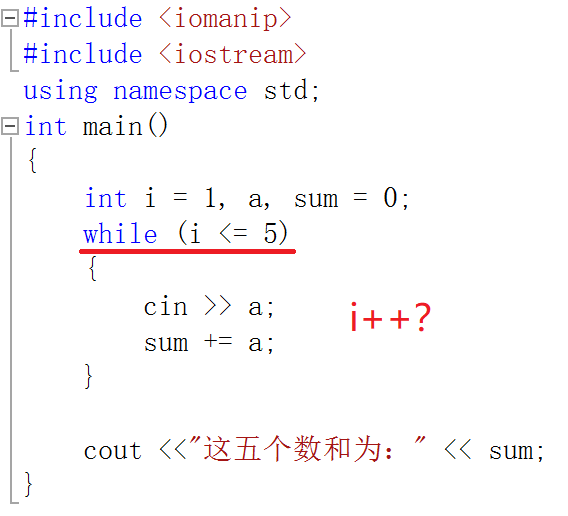 #include <iomanip>
#include <iostream>
using namespace std;
int main()
{
int i = 1, a, sum = 0;
while (i <= 5)
{
cin >> a;
i++?
sum += a;
}
cout <<"这五个数和为：" << sum;
}